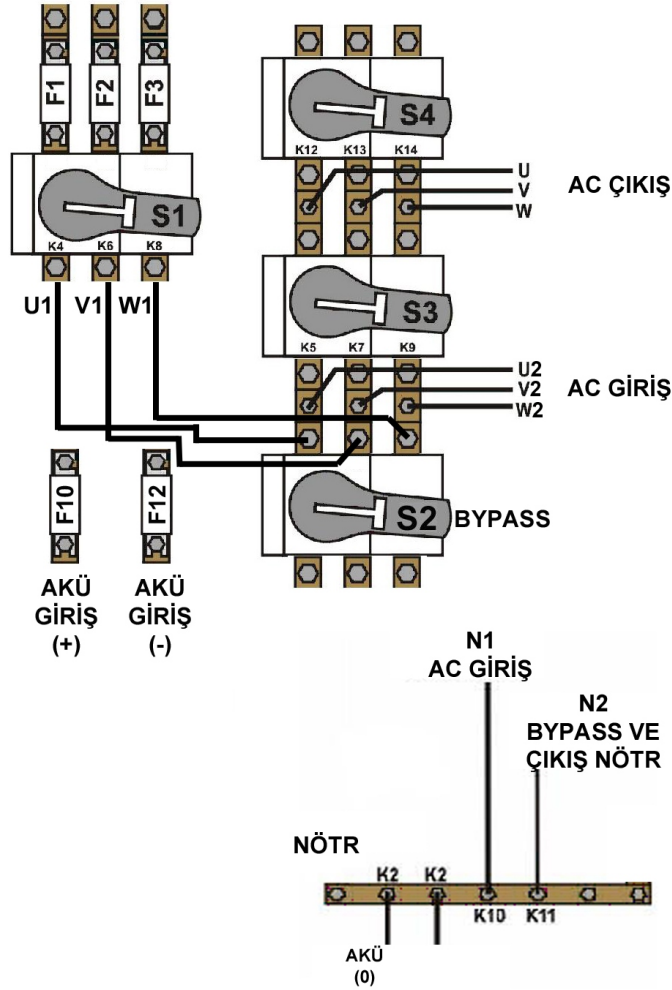 F1
F2
F3
S1
K4
K6
K8
U1
V1
W1
S4
K12
K13
K14
U
V
W
AC ÇIKIŞ
S3
K5
K7
K9
U2
V2
W2
AC GİRİŞ
S2
BYPASS
F10
F12
AKÜ
GİRİŞ
(+)
AKÜ
GİRİŞ
(-)
N1
AC GİRİŞ
N2
BYPASS VE
ÇIKIŞ NÖTR
NÖTR
K2
K2
K10
K11
AKÜ
(0)